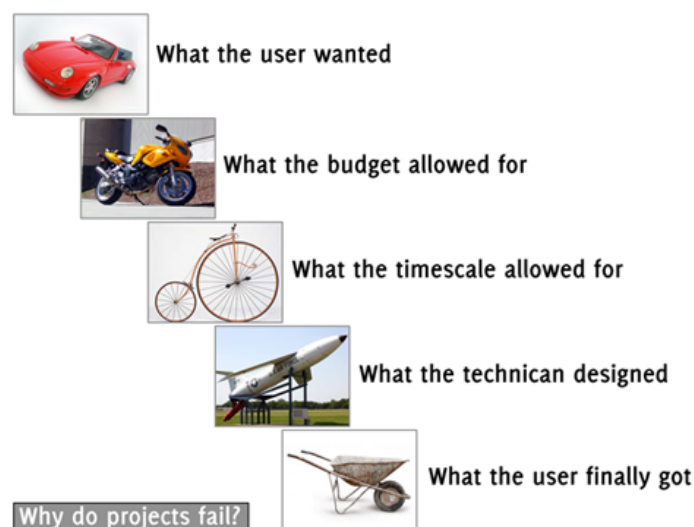 What the user wanted
What the budget allowed for
What the timescale allowed for
What the technican designed
What the user finally got
Why do projects fail?